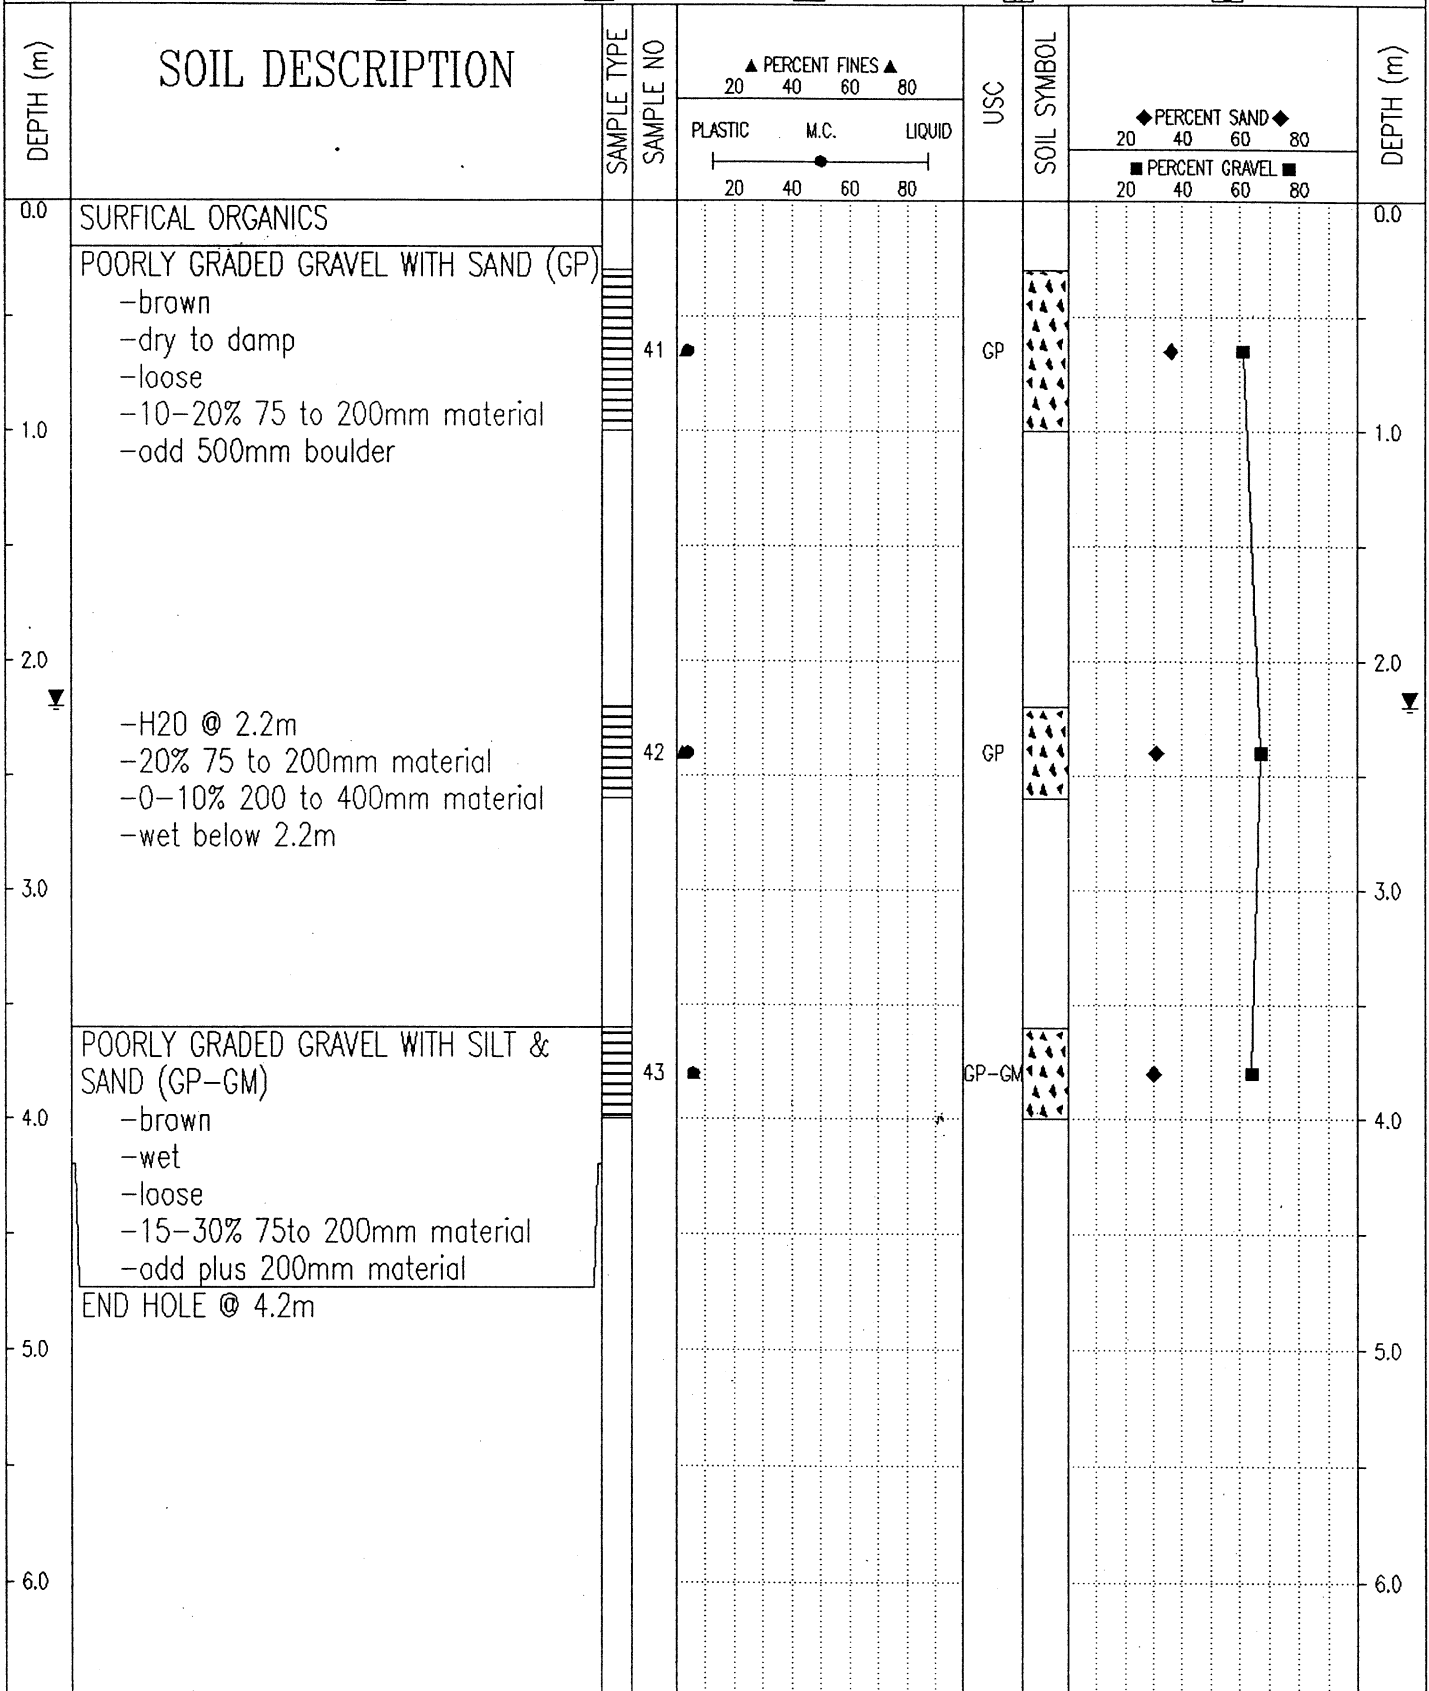 DEPTH (m)
SOIL DESCRIPTION
SAMPLE TYPE
SAMPLE NO
▲ PERCENT FINES ▲
20 40 60 80
PLASTIC M.C. LIQUID
20 40 60 80
USC
SOIL SYMBOL
◆PERCENT SAND◆
20 40 60 80
■ PERCENT GRAVEL ■
20 40 60 80
DEPTH (m)
0.0 0.0
SURFICAL ORGANICS
POORLY GRADED GRAVEL WITH SAND (GP)
-brown
-dry to damp
41 GP
-loose
-10-20% 75 to 200mm material
1.0 1.0
-odd 500mm boulder
2.0 2.0
-H2O @ 2.2m
42 GP
-20% 75 to 200mm material
-0-10% 200 to 400mm material
-wet below 2.2m
3.0 3.0
POORLY GRADED GRAVEL WITH SILT &
SAND (GP-GM)
43 GP-GM
4.0 4.0
-brown
-wet
-loose
-15-30% 75to 200mm material
-odd plus 200mm material
END HOLE @ 4.2m
5.0 5.0
6.0 6.0